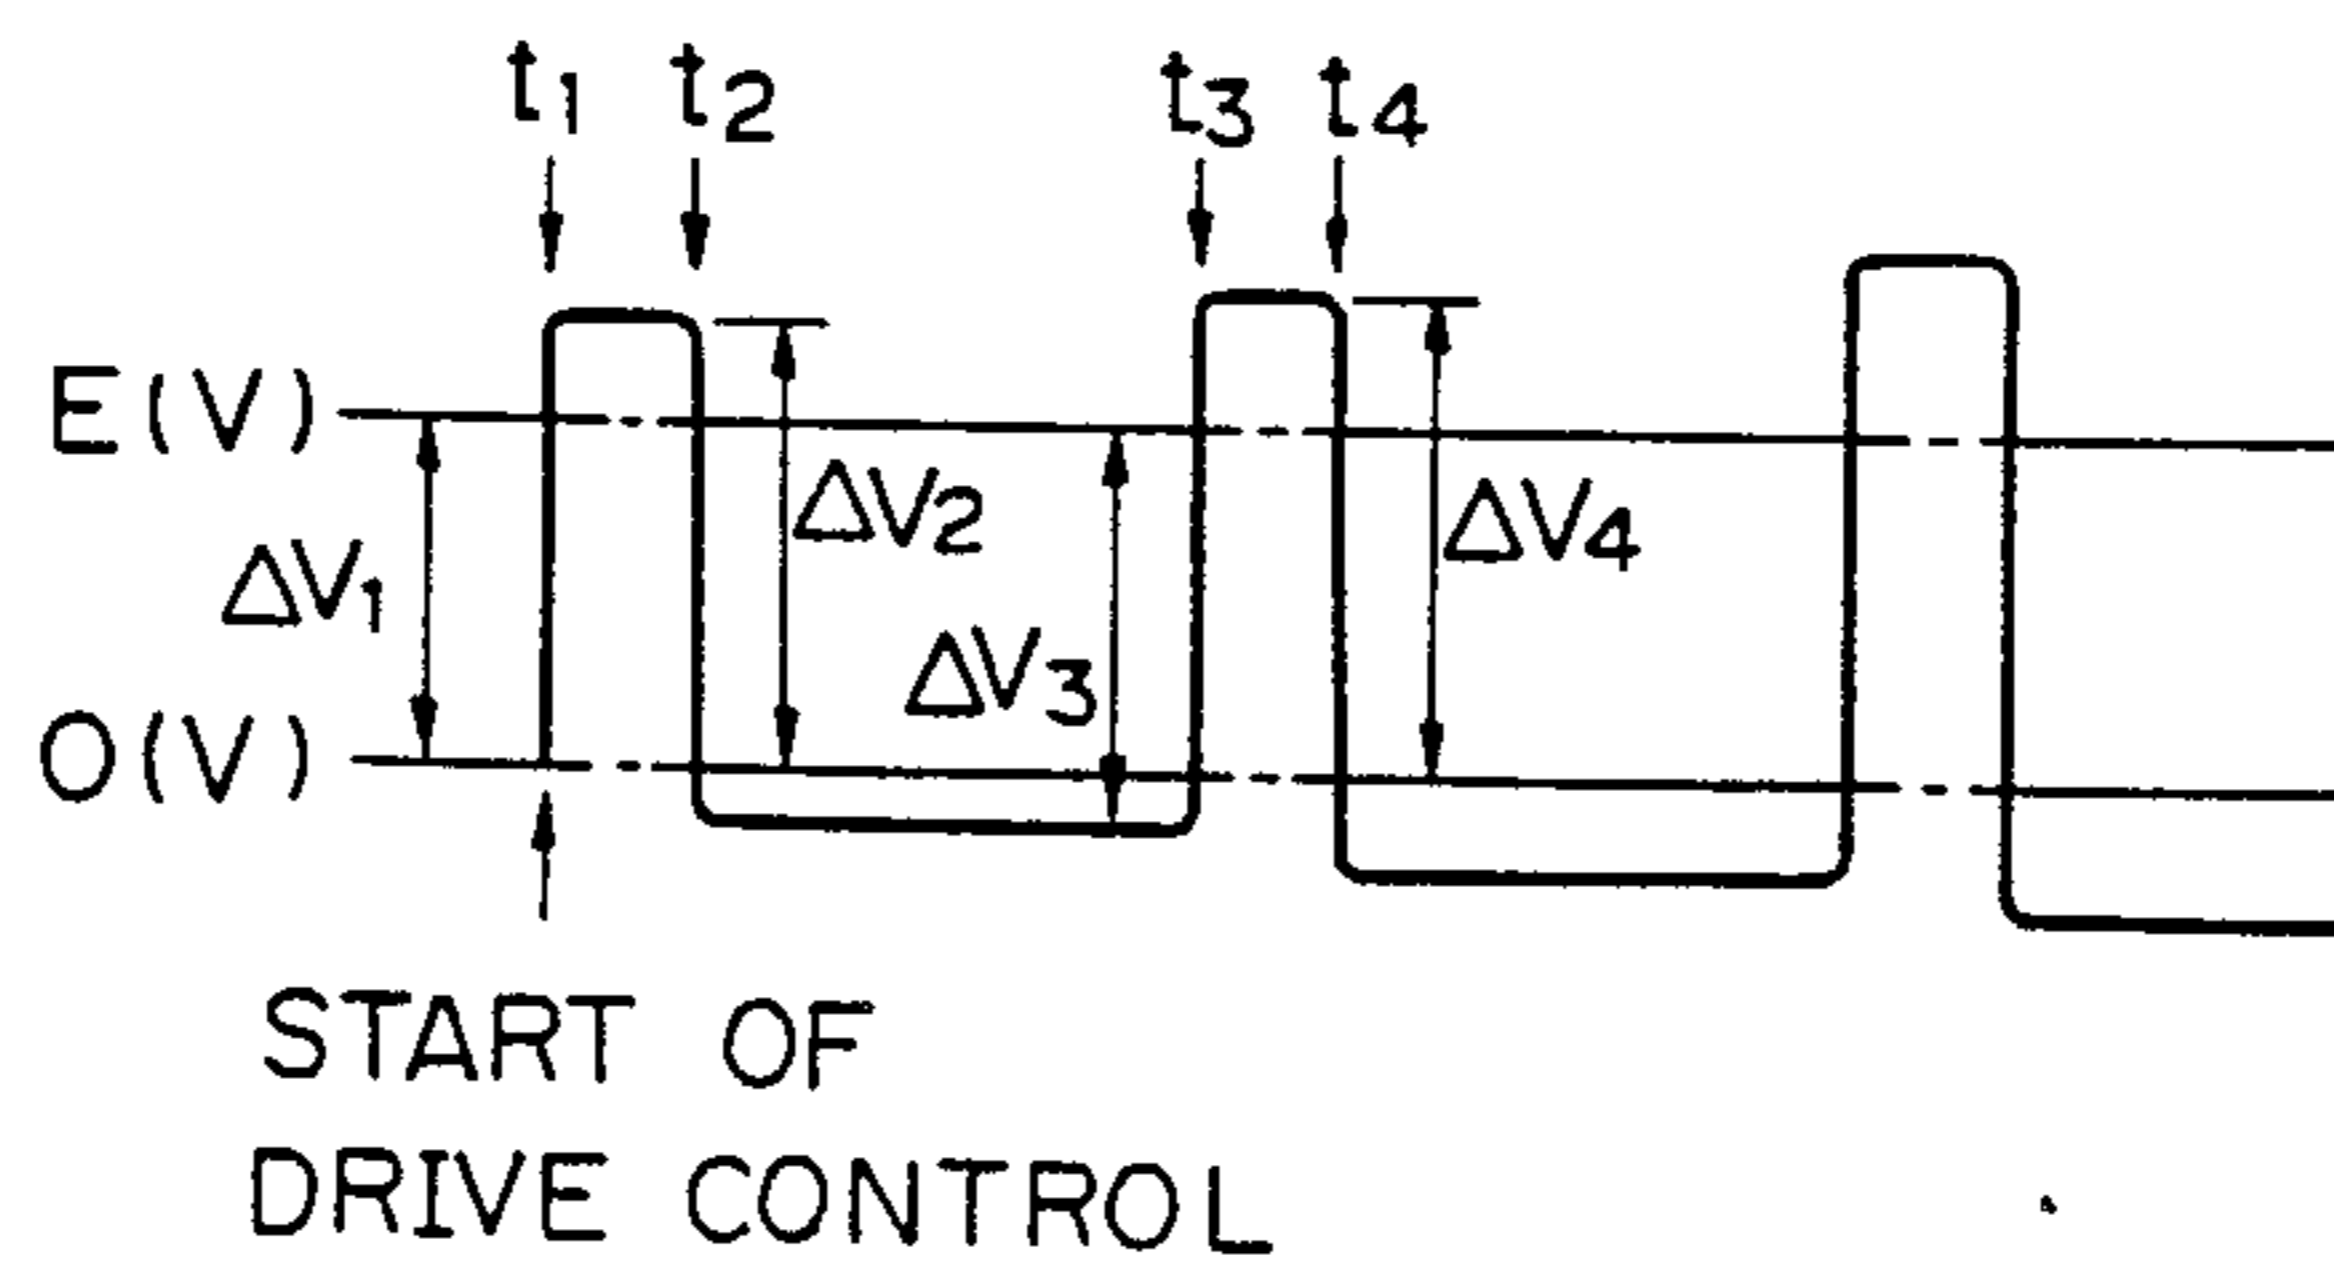 t1 t2 t3 t4
E(V)
ΔV2
ΔV4
ΔV1
ΔV3
O(V)
START OF
DRIVE CONTROL